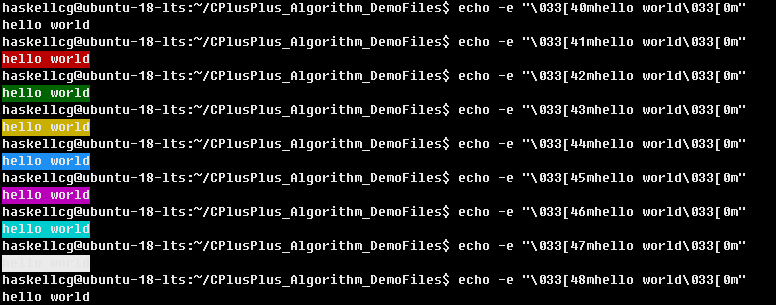 haskellcg@ubuntu-18-lts:~/CPlusPlus_Algorithm_DemoFiles$ echo -e "\033[40mhello world\033[0m"
hello world
haskellcg@ubuntu-18-lts:~/CPlusPlus_Algorithm_DemoFiles$ echo -e "\033[41mhello world\033[0m"
hello world
haskellcg@ubuntu-18-lts:~/CPlusPlus_Algorithm_DemoFiles$ echo -e "\033[42mhello world\033[0m"
hello world
haskellcg@ubuntu-18-lts:~/CPlusPlus_Algorithm_DemoFiles$ echo -e "\033[43mhello world\033[0m"
hello world
haskellcg@ubuntu-18-lts:~/CPlusPlus_Algorithm_DemoFiles$ echo -e "\033[44mhello world\033[0m"
hello world
haskellcg@ubuntu-18-lts:~/CPlusPlus_Algorithm_DemoFiles$ echo -e "\033[45mhello world\033[0m"
hello world
haskellcg@ubuntu-18-lts:~/CPlusPlus_Algorithm_DemoFiles$ echo -e "\033[46mhello world\033[0m"
hello world
haskellcg@ubuntu-18-lts:~/CPlusPlus_Algorithm_DemoFiles$ echo -e "\033[47mhello world\033[0m"
haskellcg@ubuntu-18-lts:~/CPlusPlus_Algorithm_DemoFiles$ echo -e "\033[48mhello world\033[0m"
hello world